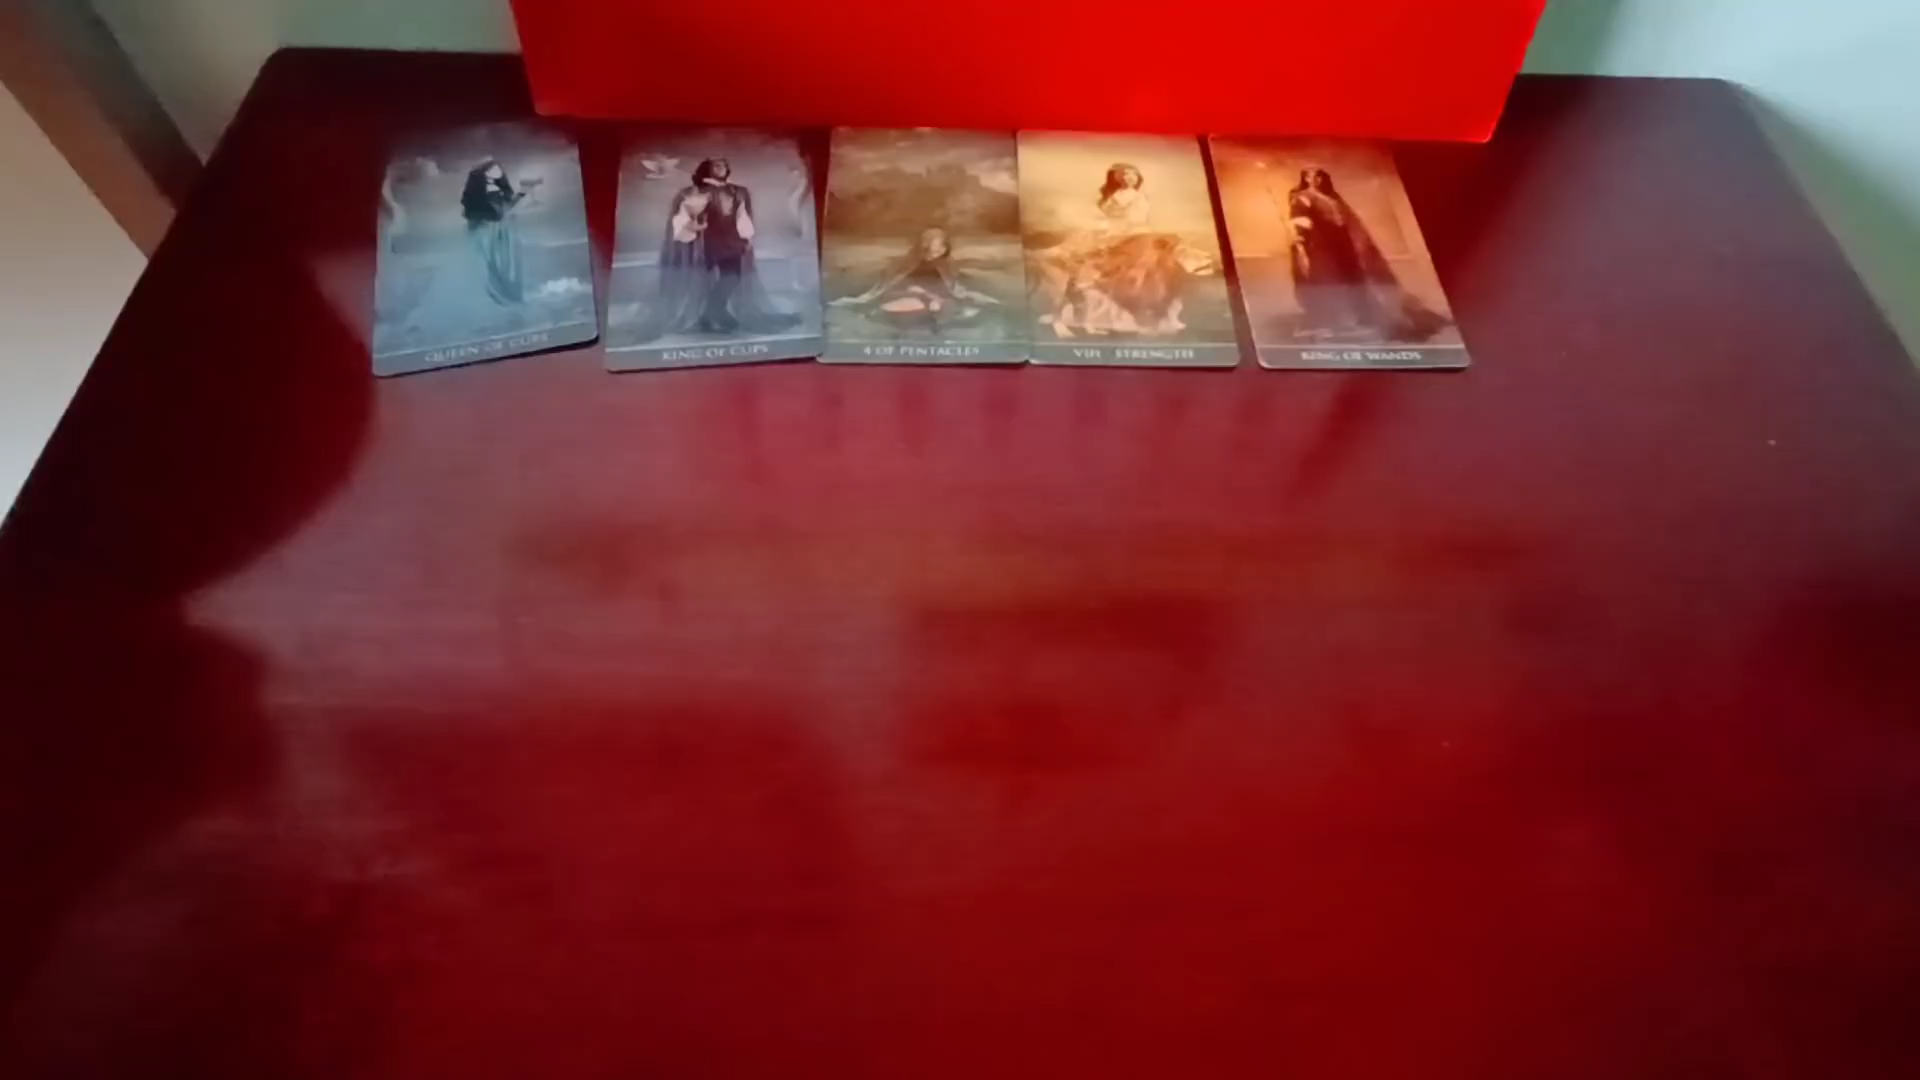 QUEEN OF CUPS
KING OF CUPS
4 OF PENTACLES
VIII STRENGTH
KING OF WANDS